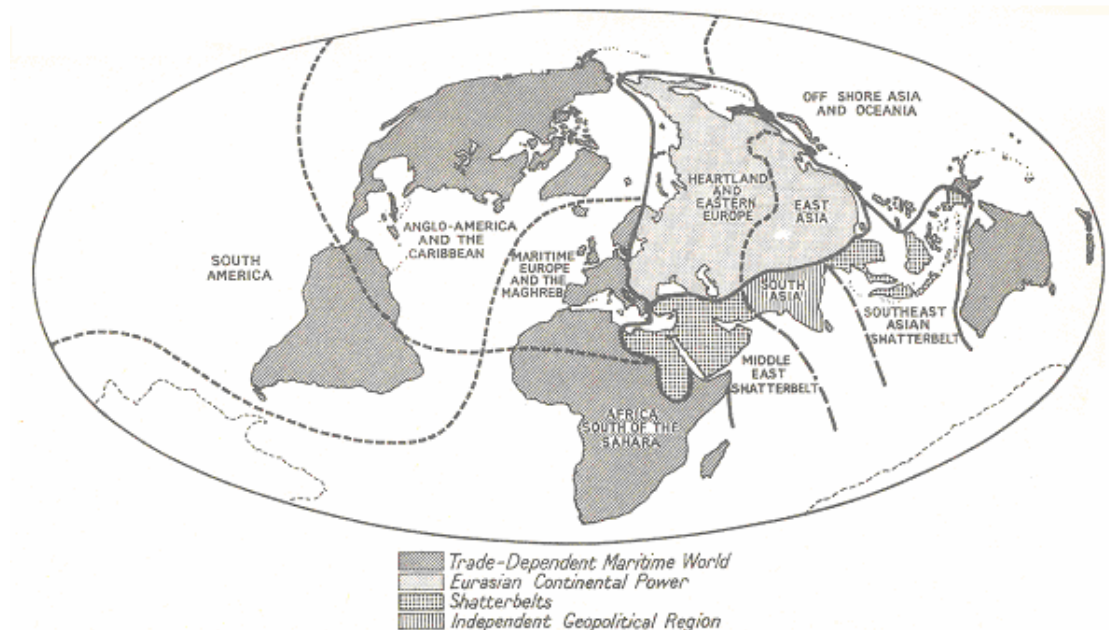 OFF SHORE ASIA
AND OCEANIA
HEARTLAND
AND
EASTERN
EUROPE
EAST
ASIA
ANGLO-AMERICA
AND THE
CARIBBEAN
SOUTH
AMERICA
MARITIME
EUROPE
AND THE
MAGHREB
SOUTH
ASIA
SOUTHEAST
ASIAN
SHATTERBELT
MIDDLE
EAST
SHATTERBELT
AFRICA
SOUTH OF THE
SAHARA
Trade-Dependent Maritime World
Eurasian Continental Power
Shatterbelts
Independent Geopolitical Region